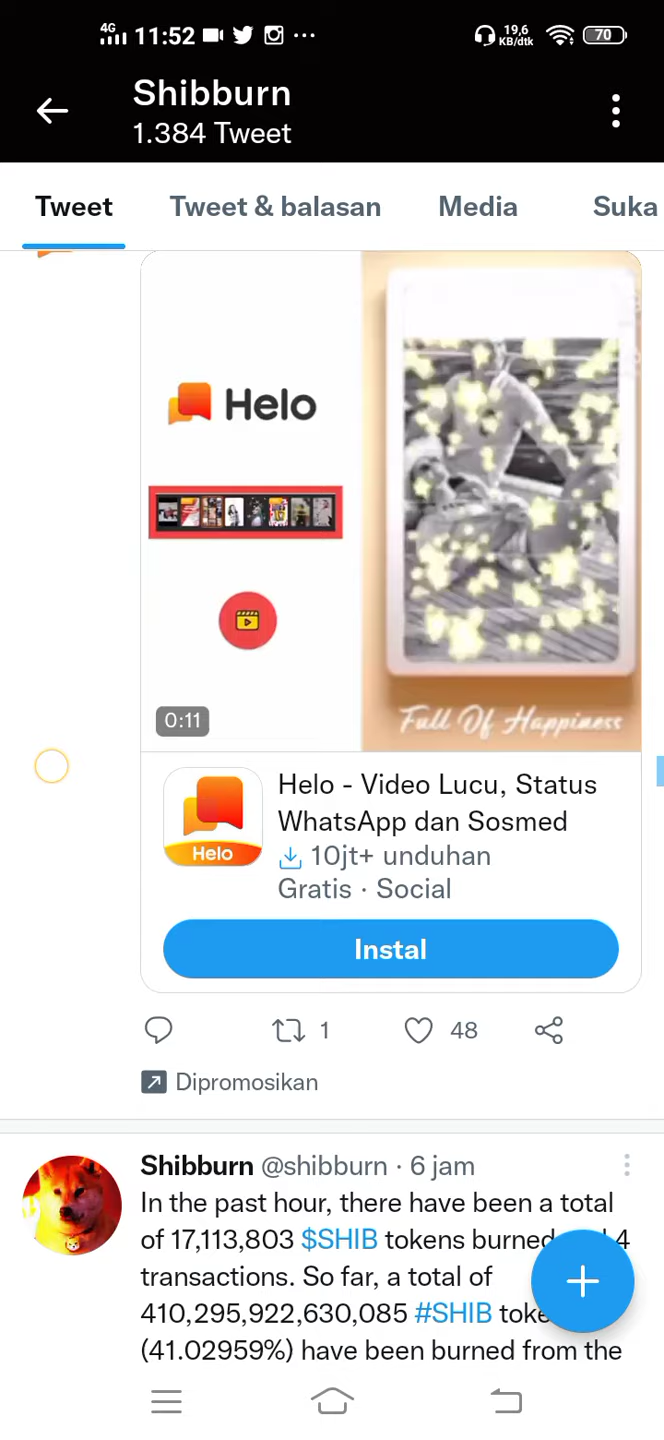 4G 11:52 19,6 KB/dtk 70
Shibburn
1.384 Tweet
Tweet Tweet & balasan Media Suka
Helo
Full Of Happiness
0:11
Helo
Helo - Video Lucu, Status
WhatsApp dan Sosmed
10jt+ unduhan
Gratis · Social
Instal
1 48
Dipromosikan
Shibburn @shibburn · 6 jam
In the past hour, there have been a total
of 17,113,803 $SHIB tokens burned 4
transactions. So far, a total of
410,295,922,630,085 #SHIB
(41.02959%) have been burned from the